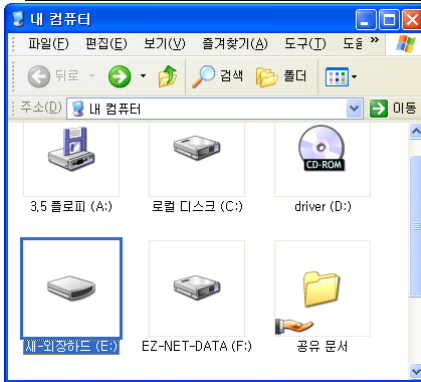 내 컴퓨터
파일(F) 편집(E) 보기(V) 즐겨찾기(A) 도구(T) 도움 »
뒤로 검색 폴더
주소(D) 내 컴퓨터 이동
CD-ROM
3,5 플로피 (A:) 로컬 디스크 (C:) driver (D:)
새-외장하드 (E:) EZ-NET-DATA (F:) 공유 문서